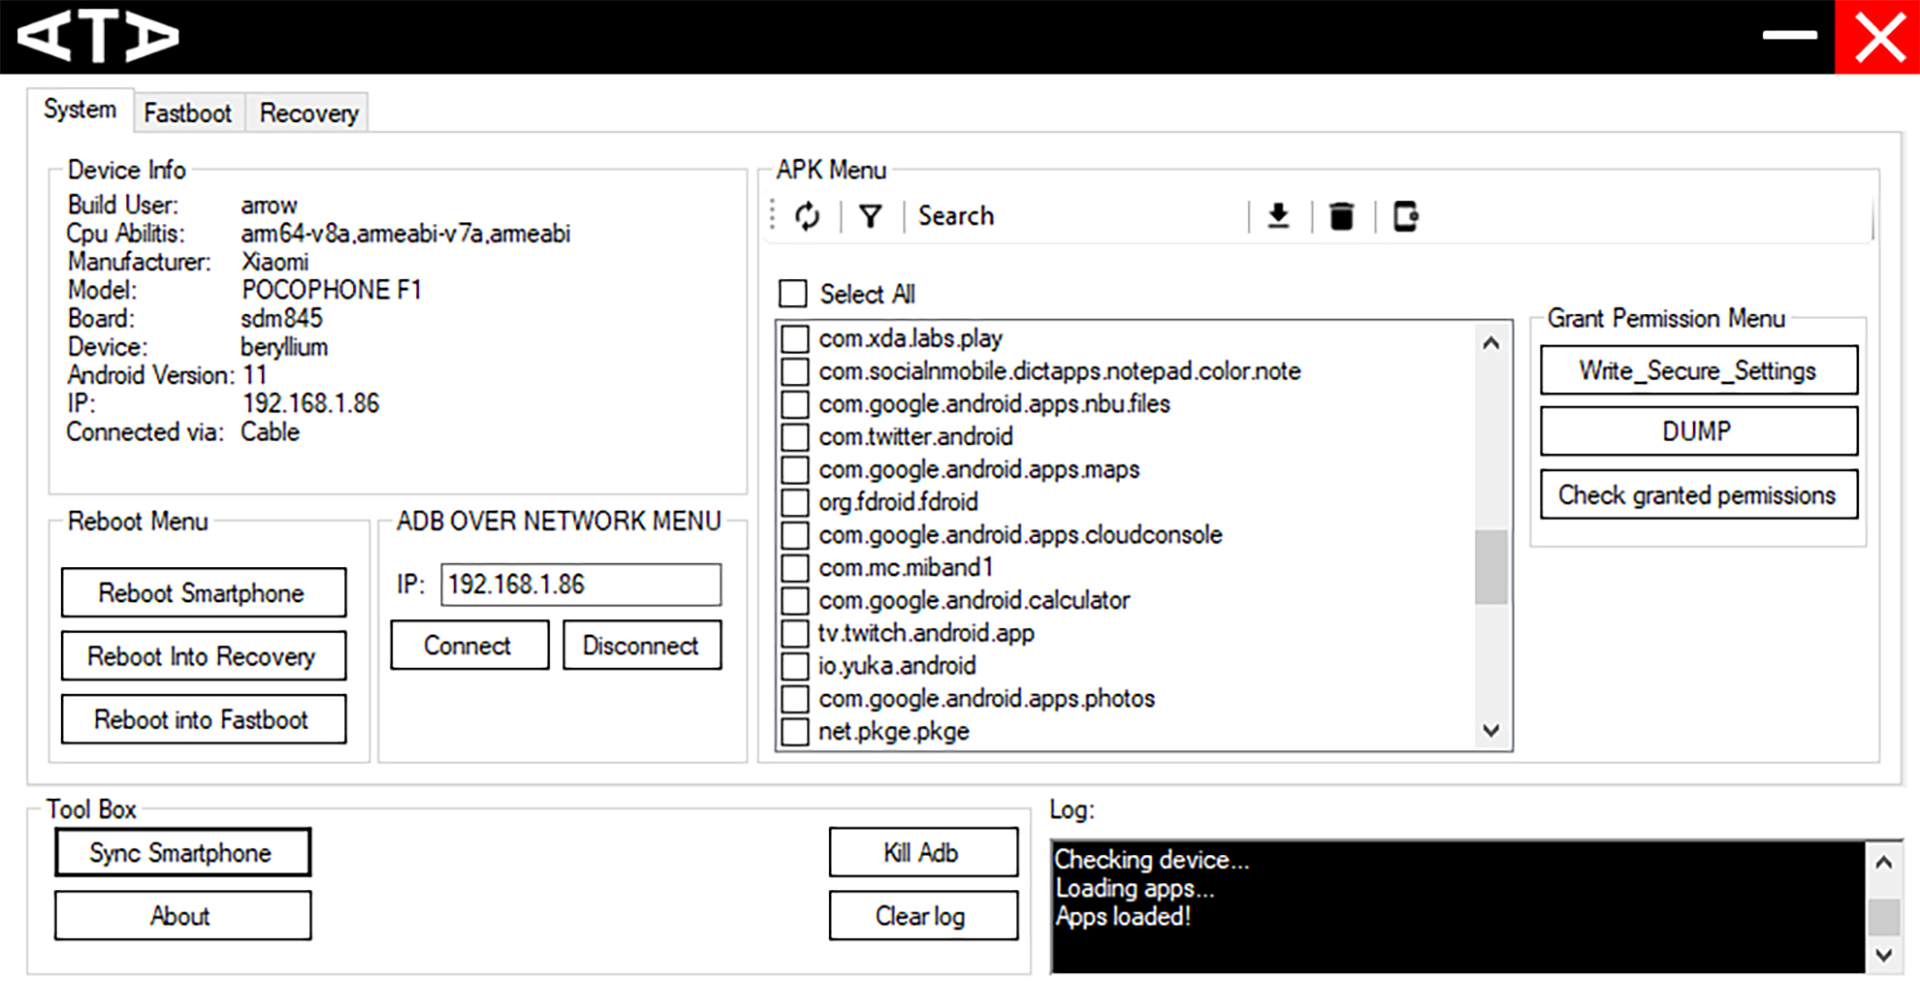 ATA
System
Fastboot
Recovery
Device Info
Build User: arrow
Cpu Abilitis: arm64-v8a,armeabi-v7a,armeabi
Manufacturer: Xiaomi
Model: POCOPHONE F1
Board: sdm845
Device: beryllium
Android Version: 11
IP: 192.168.1.86
Connected via: Cable
Reboot Menu
Reboot Smartphone
Reboot Into Recovery
Reboot into Fastboot
ADB OVER NETWORK MENU
IP: 192.168.1.86
Connect
Disconnect
APK Menu
Search
Select All
com.xda.labs.play
com.socialnmobile.dictapps.notepad.color.note
com.google.android.apps.nbu.files
com.twitter.android
com.google.android.apps.maps
org.fdroid.fdroid
com.google.android.apps.cloudconsole
com.mc.miband1
com.google.android.calculator
tv.twitch.android.app
io.yuka.android
com.google.android.apps.photos
net.pkge.pkge
Grant Permission Menu
Write_Secure_Settings
DUMP
Check granted permissions
Tool Box
Sync Smartphone
About
Kill Adb
Clear log
Log:
Checking device...
Loading apps...
Apps loaded!